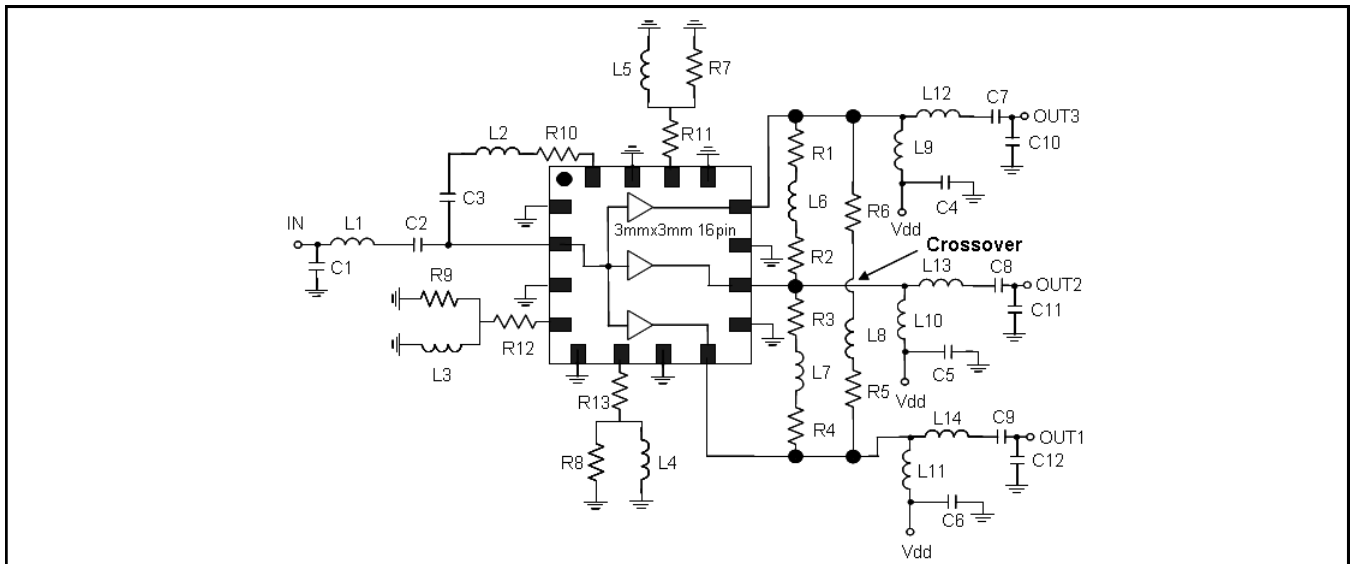 L5
R7
L12
C7
OUT3
L2
R10
R11
R1
L9
C10
C3
L6
R6
C4
Vdd
IN
L1
C2
3mmx3mm 16pin
R2
Crossover
L13
C8
OUT2
C1
R9
R3
L8
L10
C11
R12
L3
L7
R5
C5
Vdd
R13
R4
L14
C9
OUT1
R8
L4
L11
C12
C6
Vdd